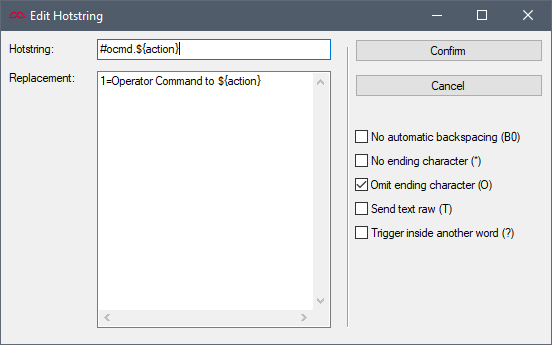 Edit Hotstring
Hotstring:
#ocmd.${action}
Replacement:
1=Operator Command to ${action}
Confirm
Cancel
No automatic backspacing (B0)
No ending character (*)
Omit ending character (O)
Send text raw (T)
Trigger inside another word (?)